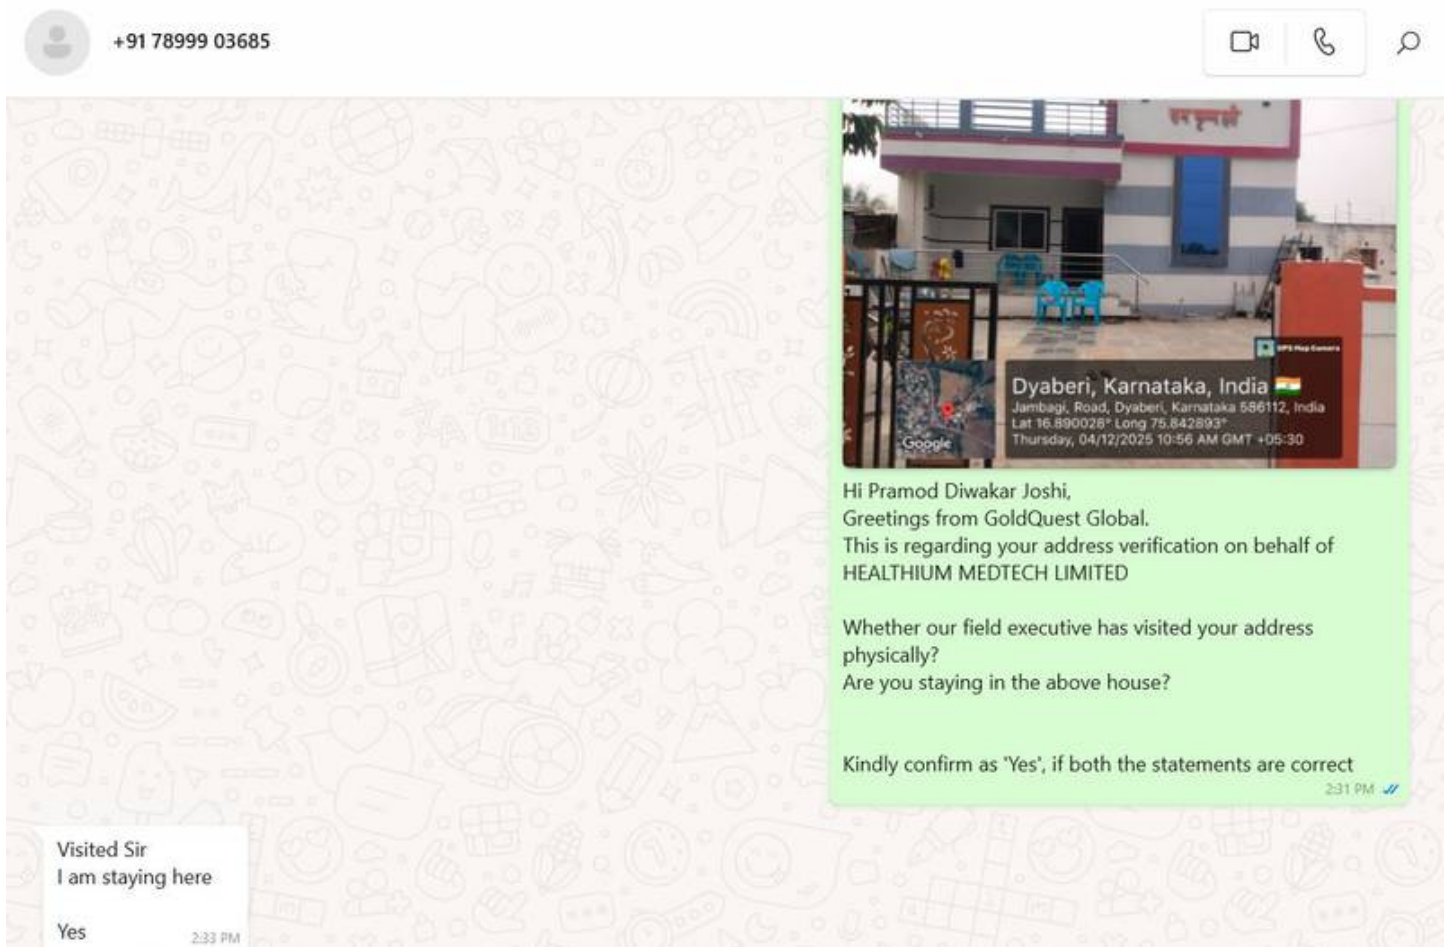 +91 78999 03685
GPS Map Camera
Dyaberi, Karnataka, India
Jambagi, Road, Dyaberi, Karnataka 586112, India
Lat 16.890028° Long 75.842893°
Thursday, 04/12/2025 10:56 AM GMT +05:30
Google
Hi Pramod Diwakar Joshi,
Greetings from GoldQuest Global.
This is regarding your address verification on behalf of
HEALTHIUM MEDTECH LIMITED
Whether our field executive has visited your address
physically?
Are you staying in the above house?
Kindly confirm as 'Yes', if both the statements are correct
2:31 PM
Visited Sir
I am staying here
Yes
2:33 PM